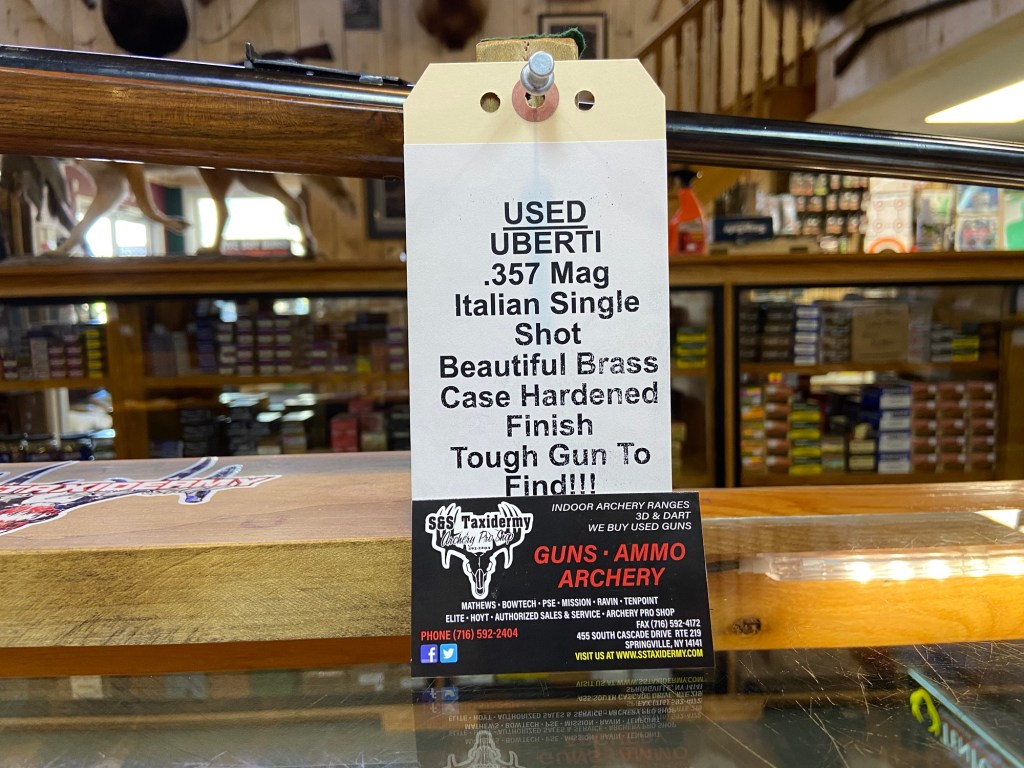 USED
UBERTI
.357 Mag
Italian Single
Shot
Beautiful Brass
Case Hardened
Finish
Tough Gun To
Find!!!
INDOOR ARCHERY RANGES
3D & DART
WE BUY USED GUNS
S&S Taxidermy
Archery Pro Shop
GUNS · AMMO
ARCHERY
MATHEWS • BOWTECH • PSE • MISSION • RAVIN • TENPOINT
ELITE • HOYT • AUTHORIZED SALES & SERVICE • ARCHERY PRO SHOP
FAX (716) 592-4172
PHONE (716) 592-2404
455 SOUTH CASCADE DRIVE RTE 219
SPRINGVILLE, NY 14141
VISIT US AT WWW.SSTAXIDERMY.COM